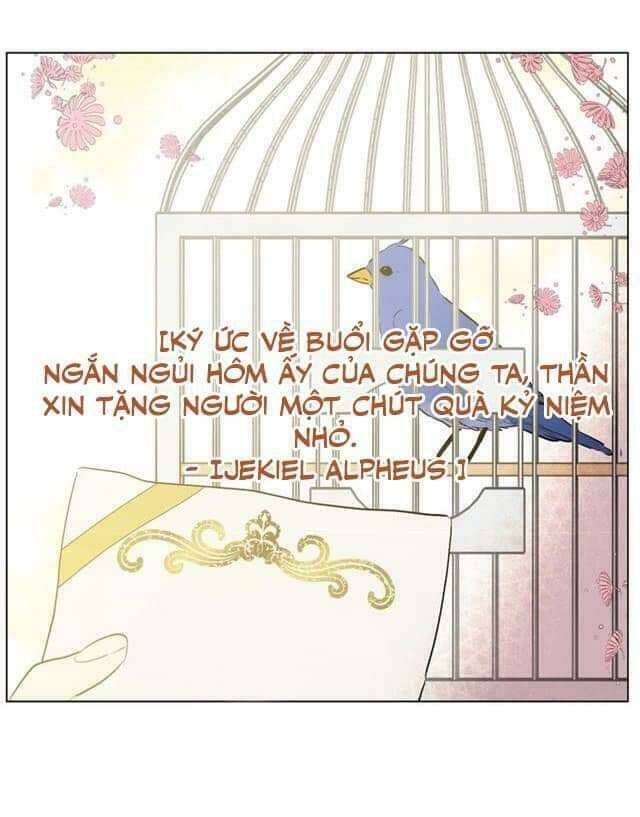 [KÝ ỨC VỀ BUỔI GẶP GỠ
NGẮN NGỦI HÔM ẤY CỦA CHÚNG TA, THẦN
XIN TẶNG NGƯỜI MỘT CHÚT QUÀ KỶ NIỆM
NHỎ.
- IJEKIEL ALPHEUS ]